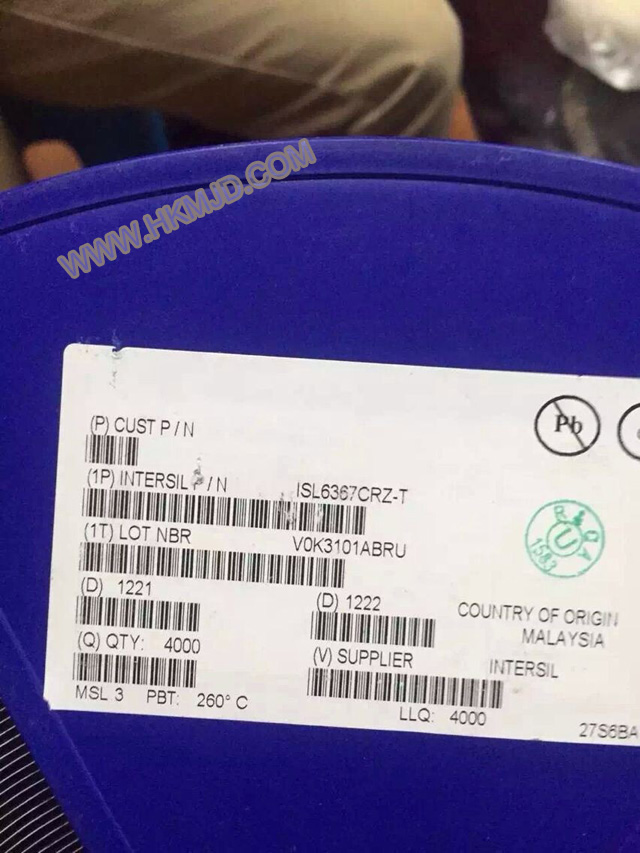 WWW.HKMJD.COM
(P) CUST P / N
Pb
(1P) INTERSIL P / N ISL6367CRZ-T
(1T) LOT NBR V0K3101ABRU
(D) 1221
(D) 1222
COUNTRY OF ORIGIN
MALAYSIA
(Q) QTY: 4000
(V) SUPPLIER INTERSIL
MSL 3 PBT: 260° C
LLQ: 4000
27S6BA
1583